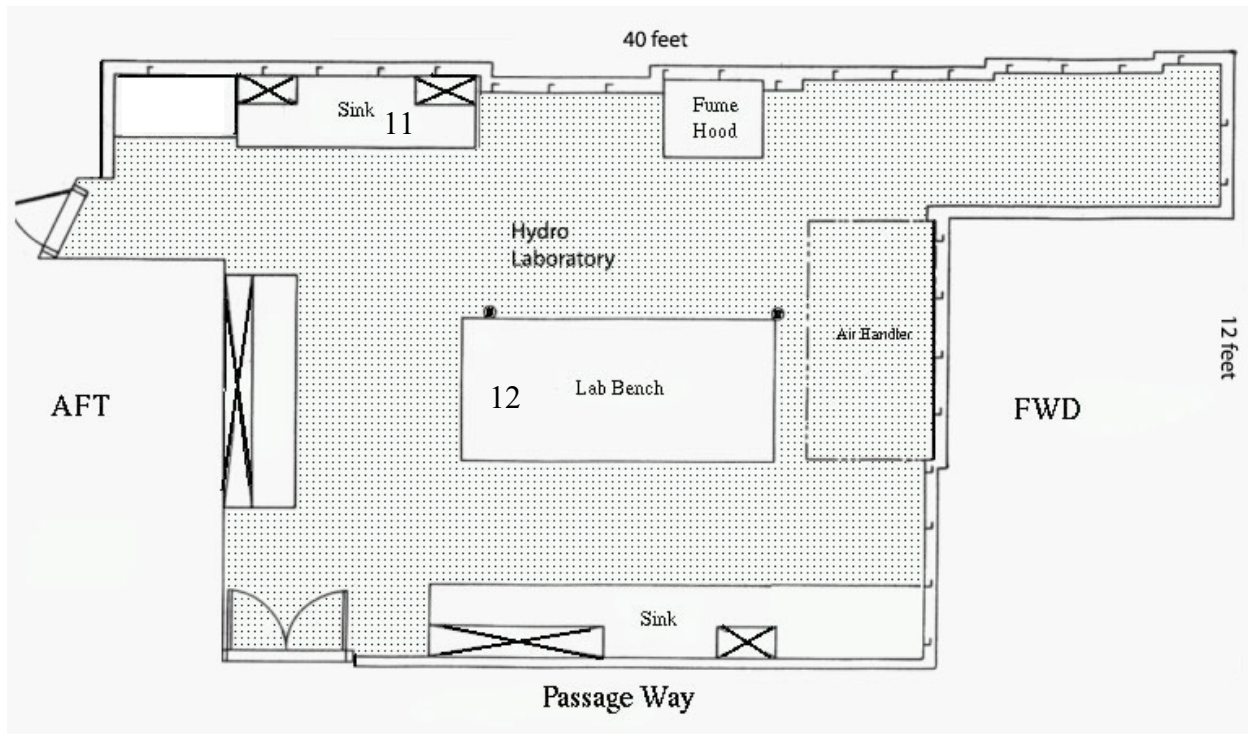 40 feet
Sink
11
Fume
Hood
Hydro
Laboratory
Air Handler
12 feet
AFT
12
Lab Bench
FWD
Sink
Passage Way